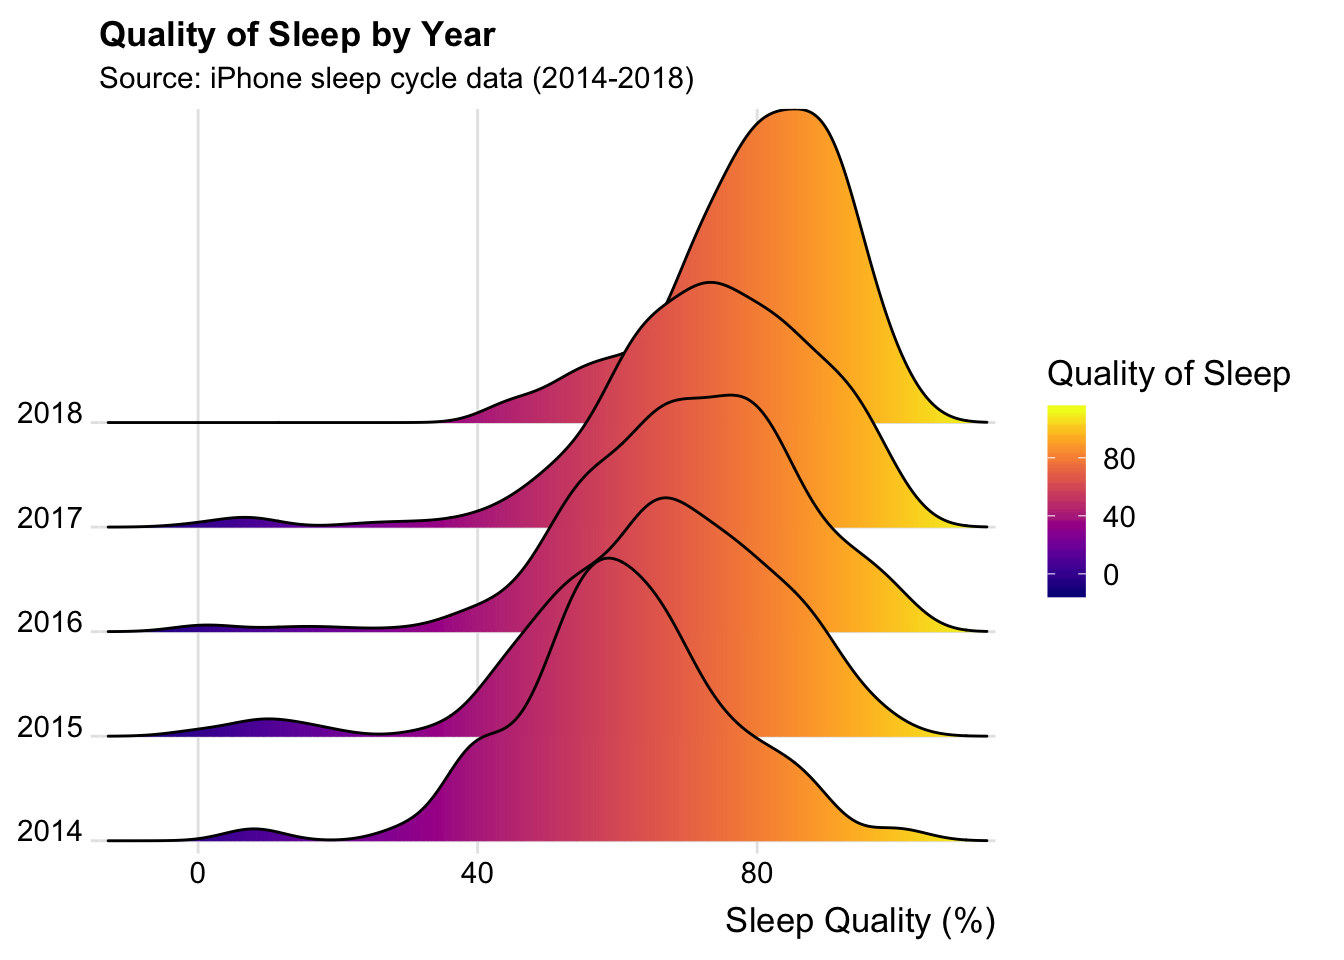 Quality of Sleep by Year
Source: iPhone sleep cycle data (2014-2018)
2018
2017
2016
2015
2014
0
40
80
Sleep Quality (%)
Quality of Sleep
80
40
0